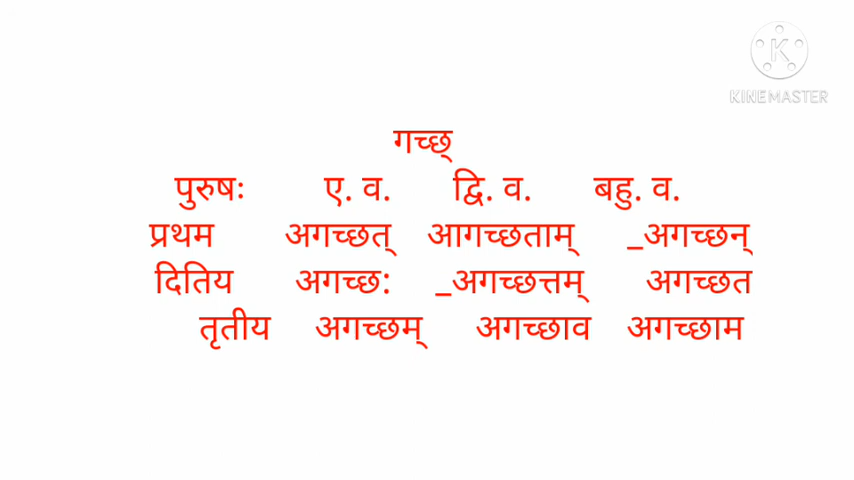 KINEMASTER
गच्छ्
पुरुषः ए. व. द्वि. व. बहु. व.
प्रथम अगच्छत् आगच्छताम् _अगच्छन्
दितिय अगच्छ: _अगच्छत्तम् अगच्छत
तृतीय अगच्छम् अगच्छाव अगच्छाम